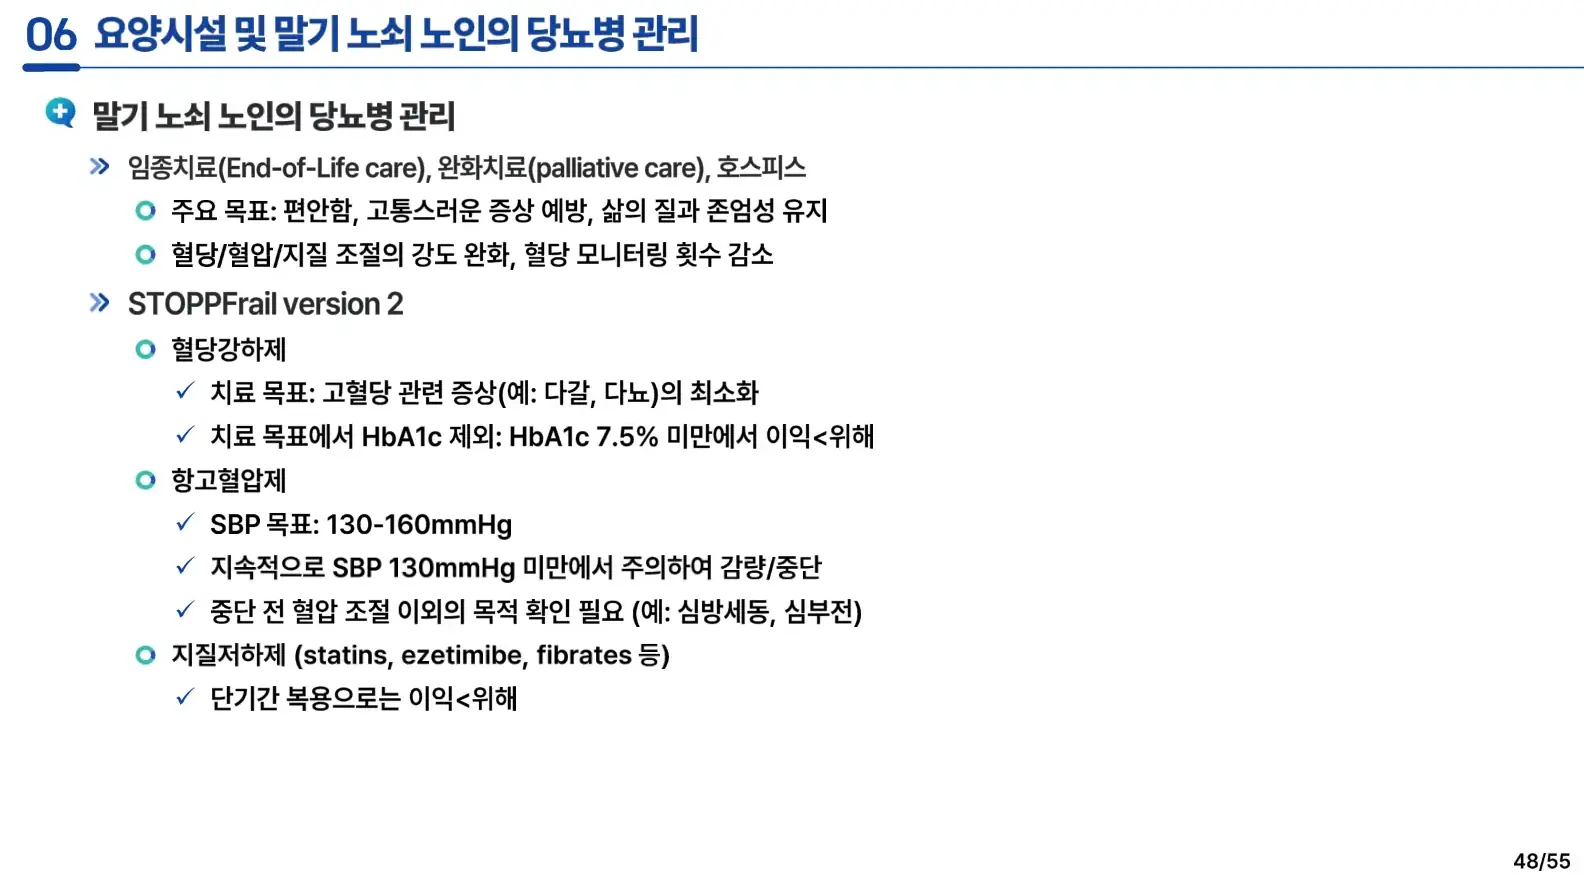 06 요양시설 및 말기 노쇠 노인의 당뇨병 관리
말기 노쇠 노인의 당뇨병 관리
임종치료(End-of-Life care), 완화치료(palliative care), 호스피스
주요 목표: 편안함, 고통스러운 증상 예방, 삶의 질과 존엄성 유지
혈당/혈압/지질 조절의 강도 완화, 혈당 모니터링 횟수 감소
STOPPFrail version 2
혈당강하제
치료 목표: 고혈당 관련 증상(예: 다갈, 다뇨)의 최소화
치료 목표에서 HbA1c 제외: HbA1c 7.5% 미만에서 이익<위해
항고혈압제
SBP 목표: 130-160mmHg
지속적으로 SBP 130mmHg 미만에서 주의하여 감량/중단
중단 전 혈압 조절 이외의 목적 확인 필요 (예: 심방세동, 심부전)
지질저하제 (statins, ezetimibe, fibrates 등)
단기간 복용으로는 이익<위해
48/55